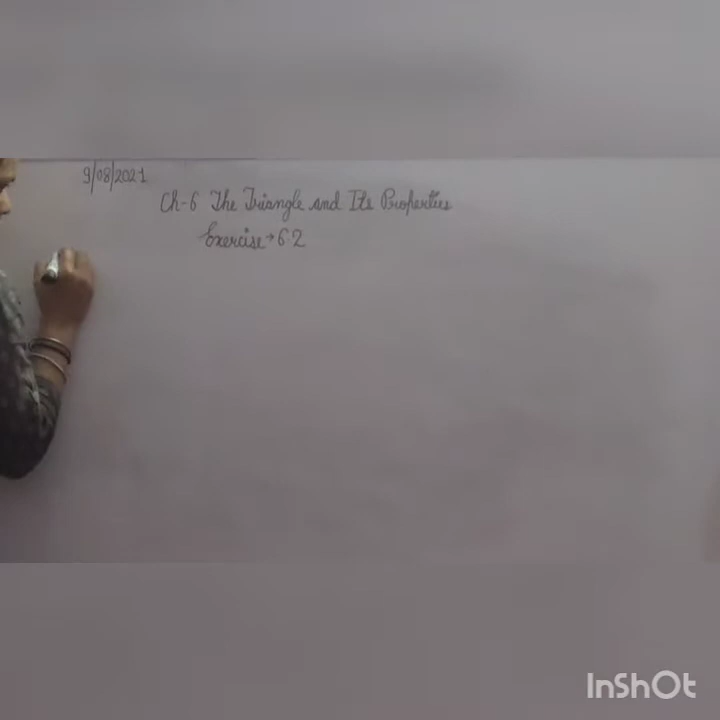 9/08/2021
Ch-6 The Triangle and Its Properties
Exercise → 6.2
InShOt